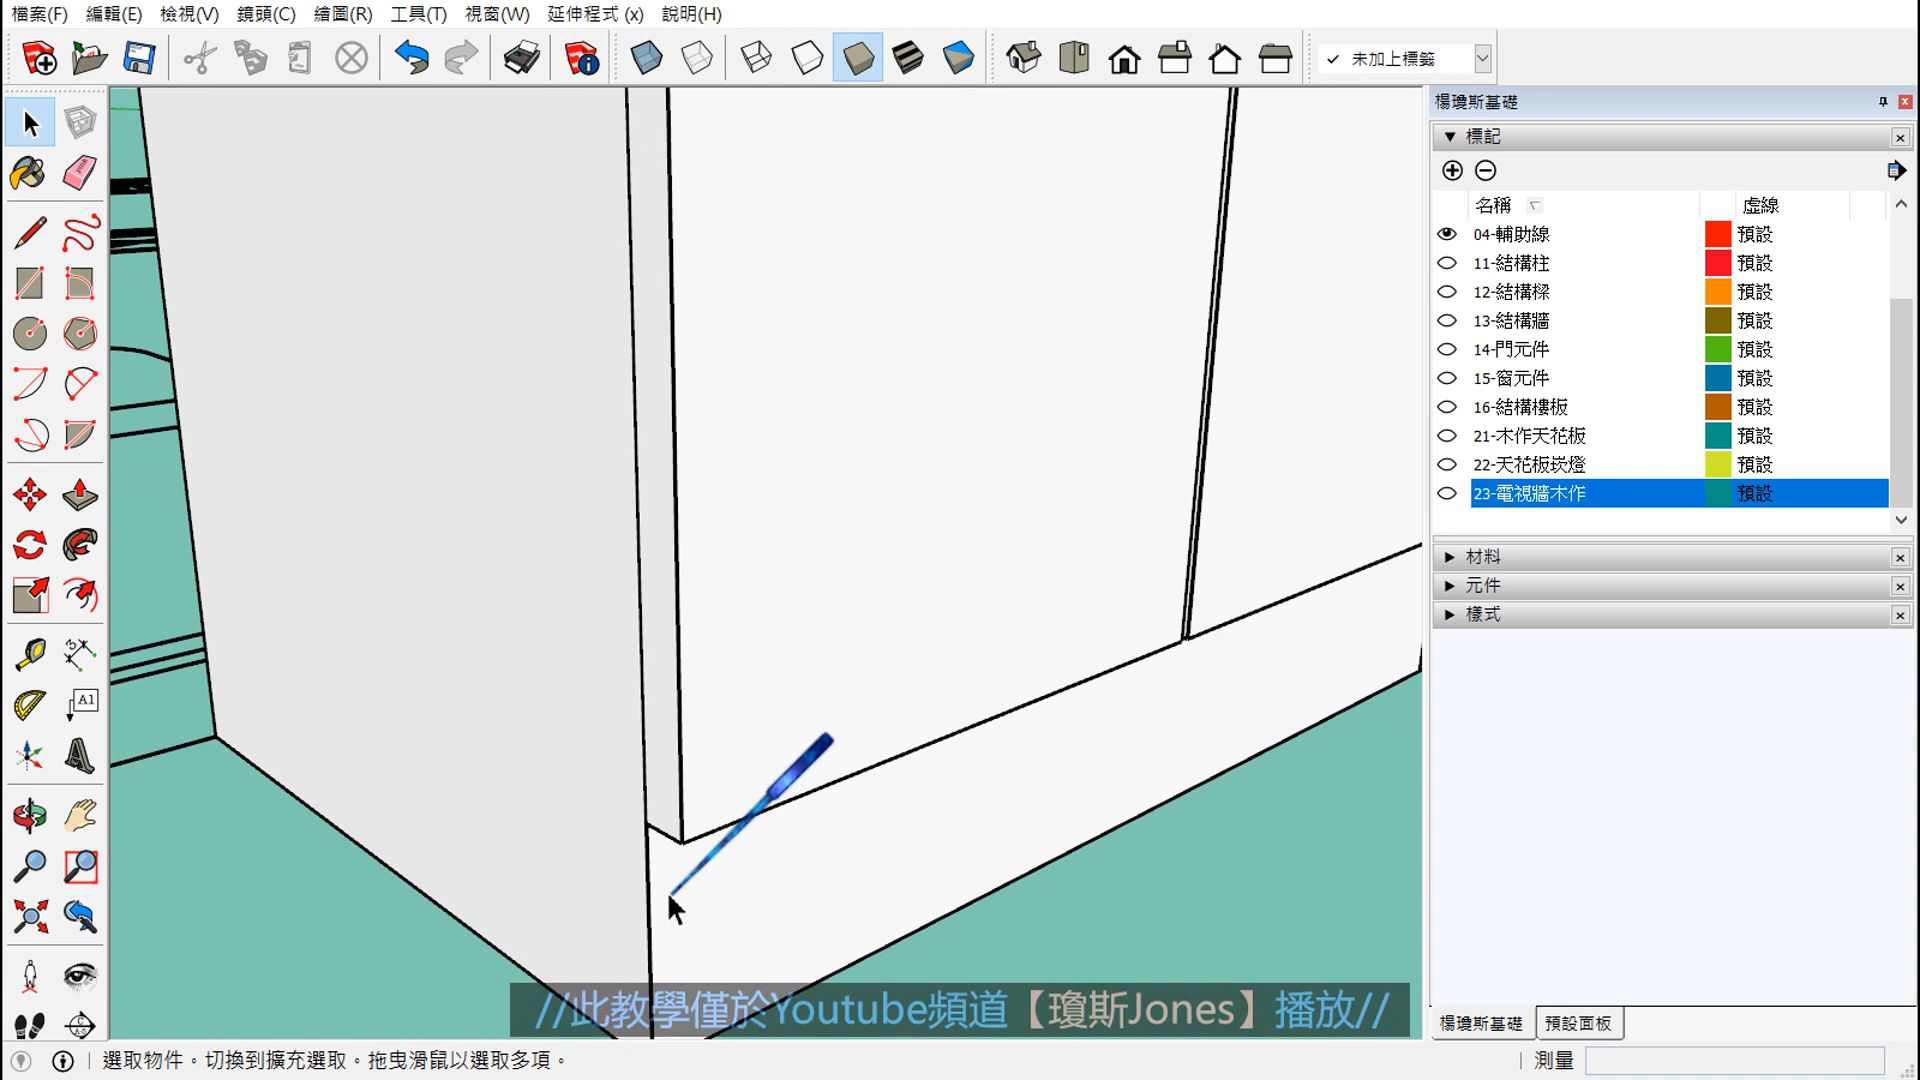 檔案(F) 編輯(E) 檢視(V) 鏡頭(C) 繪圖(R) 工具(T) 視窗(W) 延伸程式 (x) 說明(H)
未加上標籤
楊瓊斯基礎
標記
名稱 虛線
04-輔助線 預設
11-結構柱 預設
12-結構樑 預設
13-結構牆 預設
14-門元件 預設
15-窗元件 預設
16-結構樓板 預設
21-木作天花板 預設
22-天花板崁燈 預設
23-電視牆木作 預設
材料
元件
樣式
A1
//此教學僅於Youtube頻道【瓊斯Jones】播放//
楊瓊斯基礎 預設面板
選取物件。切換到擴充選取。拖曳滑鼠以選取多項。
測量